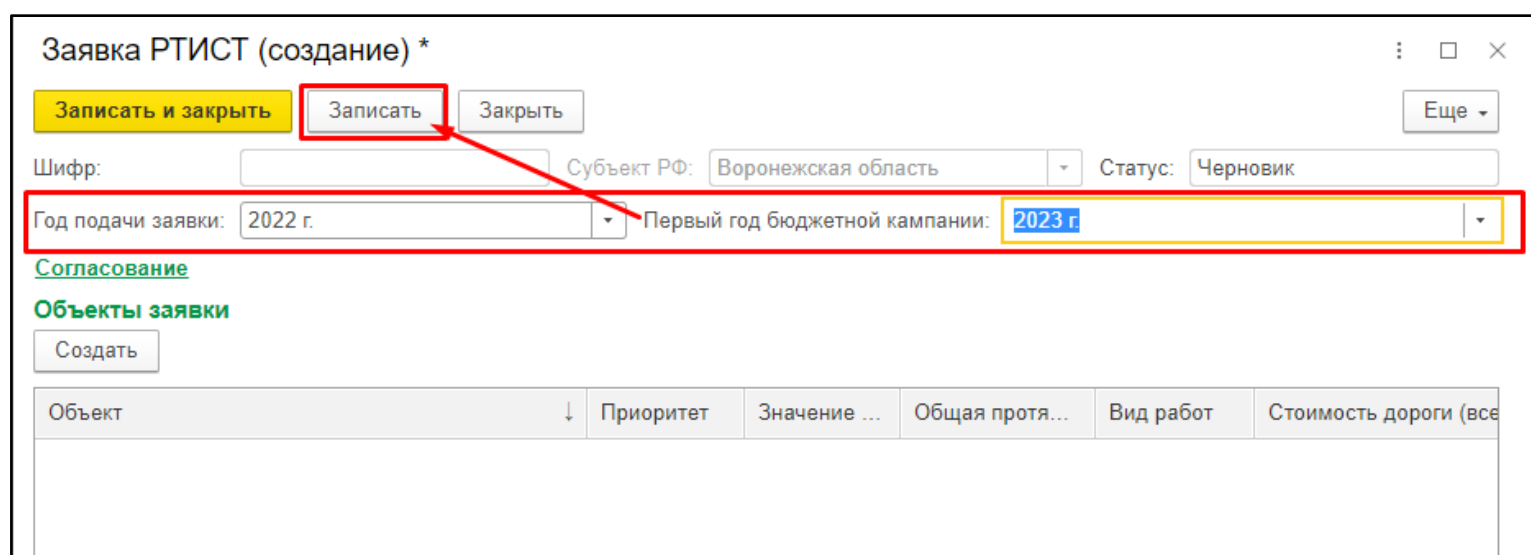 Заявка РТИСТ (создание) *
Записать и закрыть Записать Закрыть Еще
Шифр: Субъект РФ: Воронежская область Статус: Черновик
Год подачи заявки: 2022 г. Первый год бюджетной кампании: 2023 г.
Согласование
Объекты заявки
Создать
Объект ↓ Приоритет Значение ... Общая протя... Вид работ Стоимость дороги (все